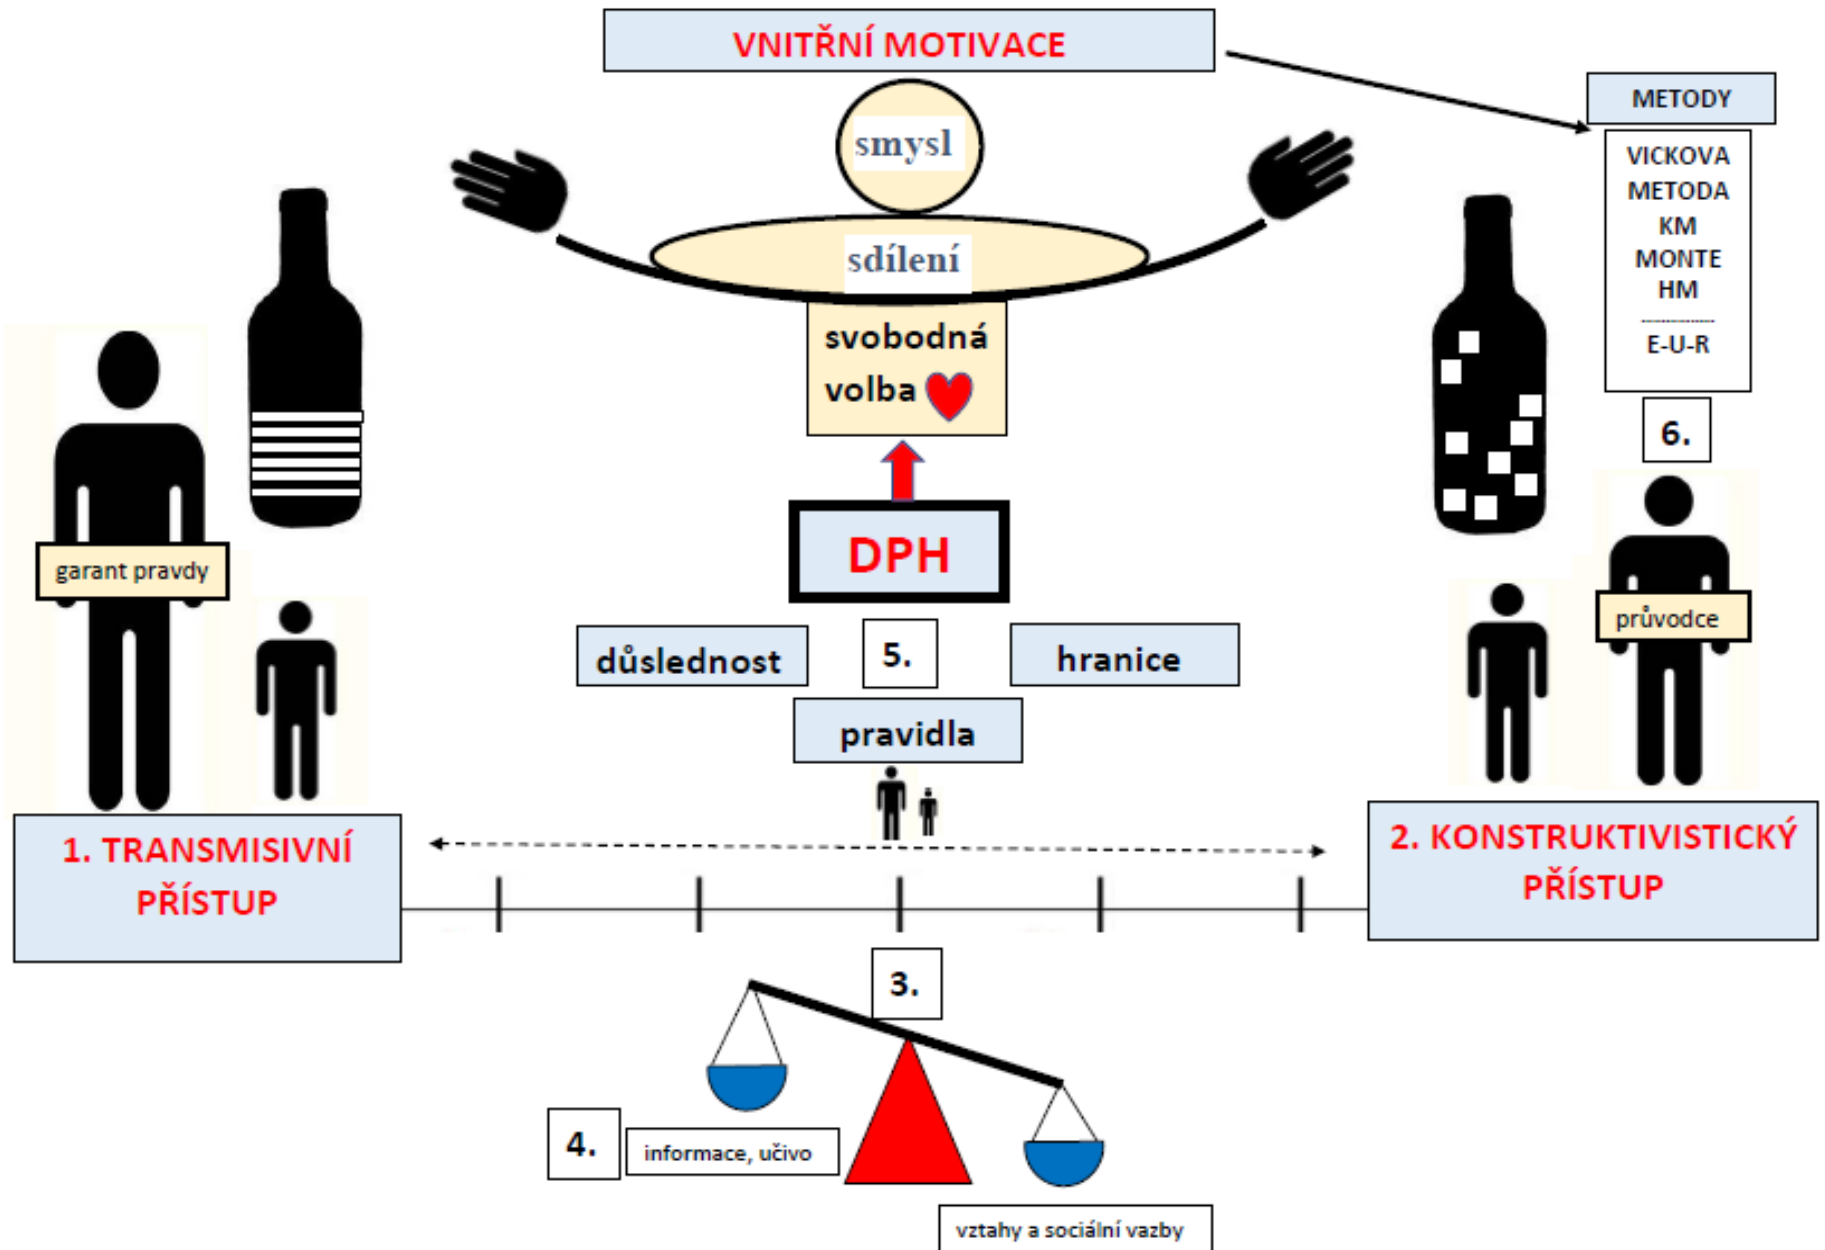 VNITŘNÍ MOTIVACE
METODY
VICKOVA
METODA
KM
MONTE
HM
E-U-R
6.
smysl
sdílení
svobodná
volba
DPH
garant pravdy
průvodce
důslednost
5.
hranice
pravidla
1. TRANSMISIVNÍ
PŘÍSTUP
2. KONSTRUKTIVISTICKÝ
PŘÍSTUP
3.
4.
informace, učivo
vztahy a sociální vazby